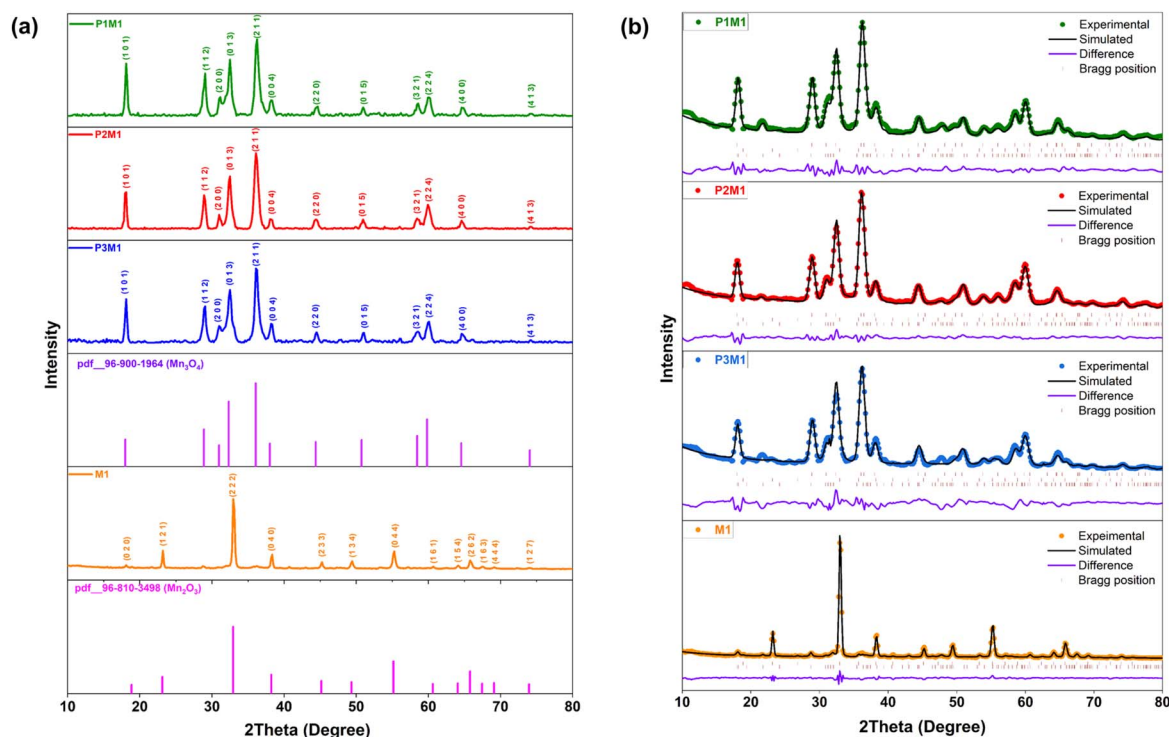 (a)
P1M1
(1 0 1)
(1 1 2)
(2 0 0)
(0 1 3)
(2 1 1)
(0 0 4)
(2 2 0)
(0 1 5)
(3 2 1)
(2 2 4)
(4 0 0)
(4 1 3)
P2M1
(1 0 1)
(1 1 2)
(2 0 0)
(0 1 3)
(2 1 1)
(0 0 4)
(2 2 0)
(0 1 5)
(3 2 1)
(2 2 4)
(4 0 0)
(4 1 3)
P3M1
(1 0 1)
(1 1 2)
(2 0 0)
(0 1 3)
(2 1 1)
(0 0 4)
(2 2 0)
(0 1 5)
(3 2 1)
(2 2 4)
(4 0 0)
(4 1 3)
pdf__96-900-1964 (Mn₃O₄)
M1
(0 2 0)
(1 2 1)
(2 2 2)
(0 4 0)
(2 3 3)
(1 3 4)
(0 4 4)
(1 6 1)
(1 5 4)
(2 6 2)
(1 6 3)
(4 4 4)
(1 2 7)
pdf__96-810-3498 (Mn₂O₃)
Intensity
10 20 30 40 50 60 70 80
2Theta (Degree)
(b)
P1M1
Experimental
Simulated
Difference
Bragg position
P2M1
Experimental
Simulated
Difference
Bragg position
P3M1
Experimental
Simulated
Difference
Bragg position
M1
Experimental
Simulated
Difference
Bragg position
Intensity
10 20 30 40 50 60 70 80
2Theta (Degree)